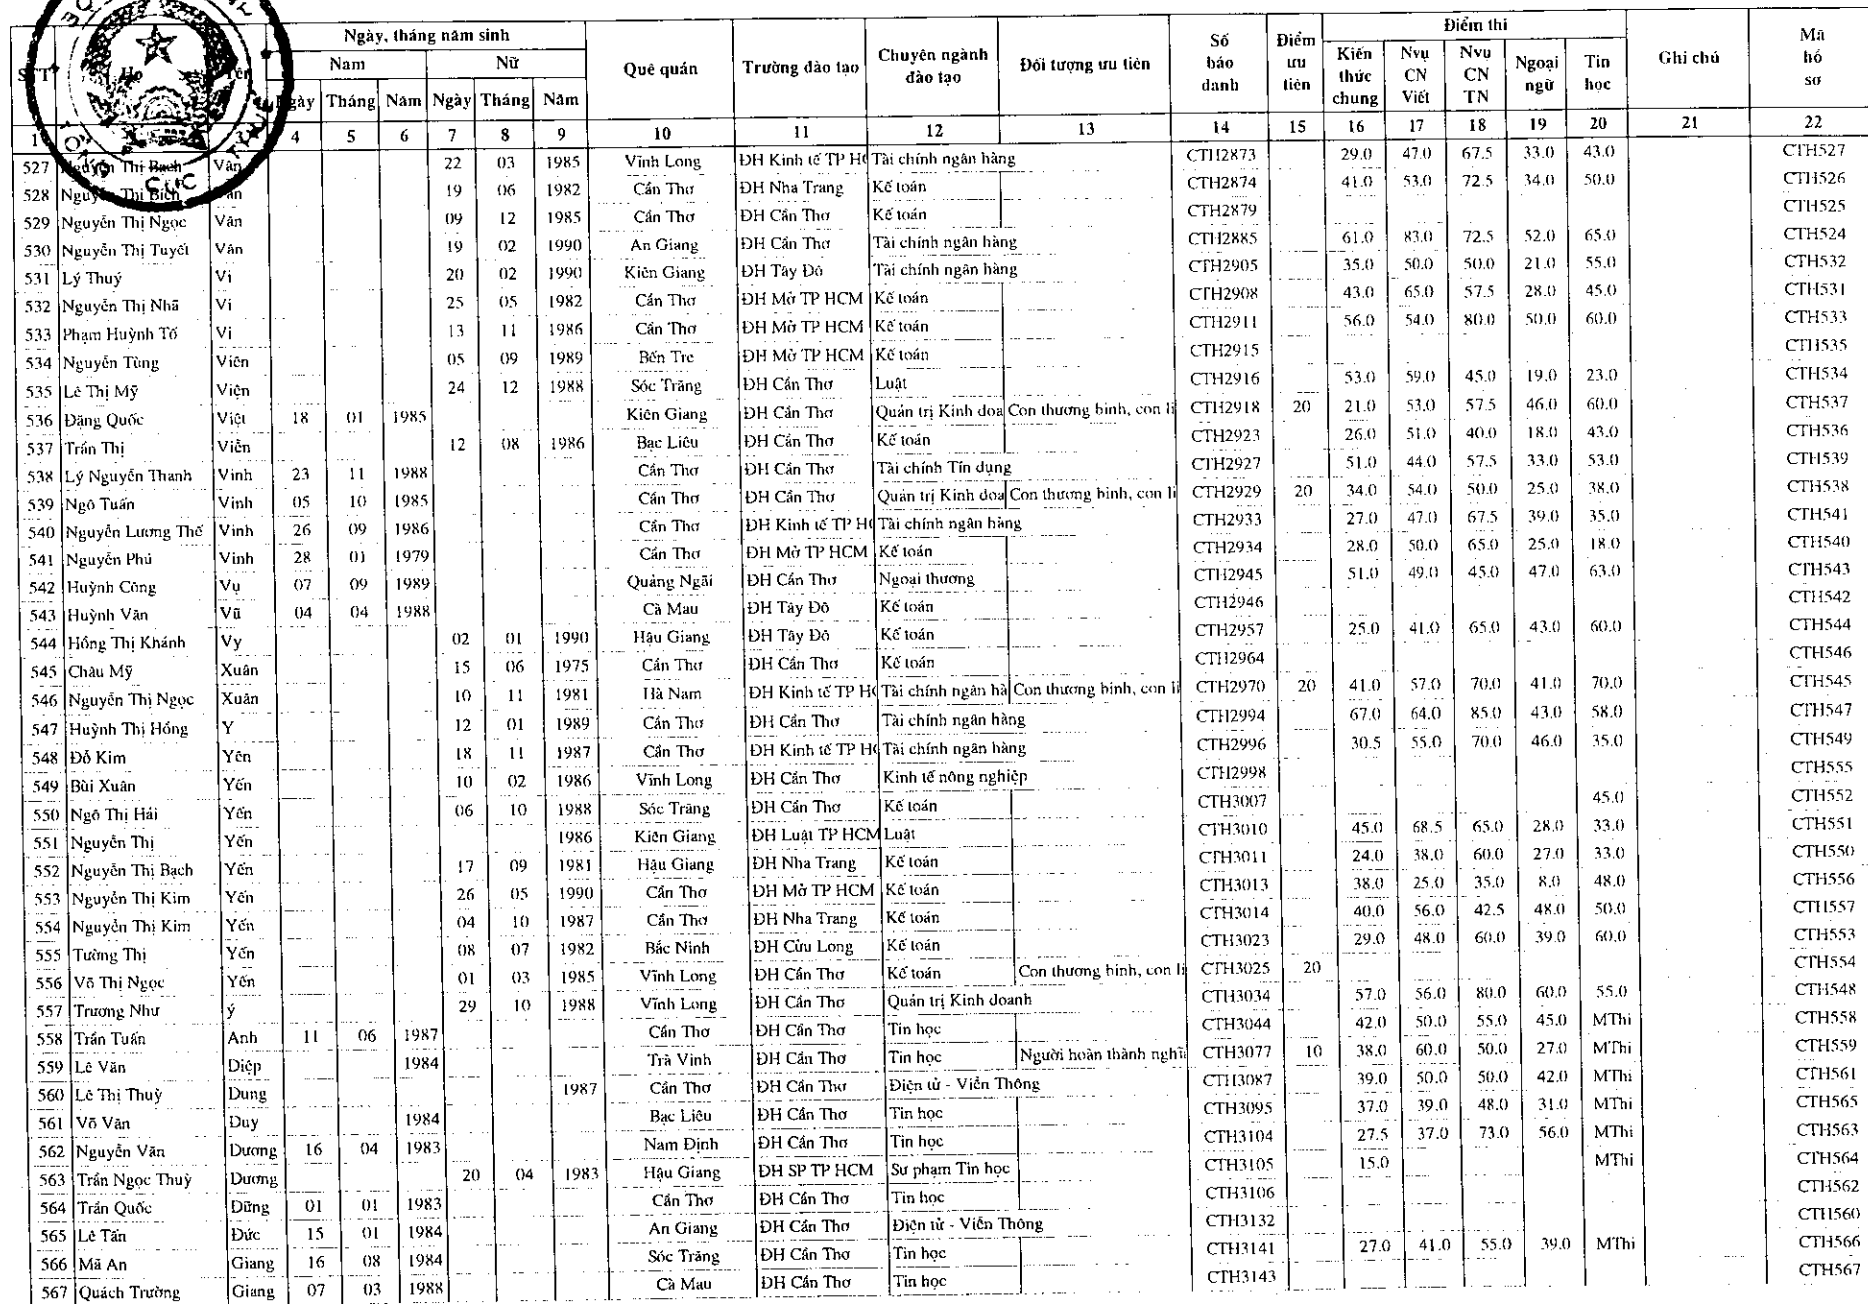 STT Họ Tên Ngày, tháng năm sinh Quê quán Trường đào tạo Chuyên ngành đào tạo Đối tượng ưu tiên Số báo danh Điểm ưu tiên Điểm thi Ghi chú Mã hồ sơ
Nam Nữ Kiến thức chung Nvụ CN Viết Nvụ CN TN Ngoại ngữ Tin học
Ngày Tháng Năm Ngày Tháng Năm
1 3 4 5 6 7 8 9 10 11 12 13 14 15 16 17 18 19 20 21 22
527 Nguyễn Thị Bạch Vân 22 03 1985 Vĩnh Long ĐH Kinh tế TP H Tài chính ngân hàng CTH2873 29.0 47.0 67.5 33.0 43.0 CTH527
528 Nguyễn Thị Bích Vân 19 06 1982 Cần Thơ ĐH Nha Trang Kế toán CTH2874 41.0 53.0 72.5 34.0 50.0 CTH526
529 Nguyễn Thị Ngọc Vân 09 12 1985 Cần Thơ ĐH Cần Thơ Kế toán CTH2879 CTH525
530 Nguyễn Thị Tuyết Vân 19 02 1990 An Giang ĐH Cần Thơ Tài chính ngân hàng CTH2885 61.0 83.0 72.5 52.0 65.0 CTH524
531 Lý Thuý Vi 20 02 1990 Kiên Giang ĐH Tây Đô Tài chính ngân hàng CTH2905 35.0 50.0 50.0 21.0 55.0 CTH532
532 Nguyễn Thị Nhã Vi 25 05 1982 Cần Thơ ĐH Mở TP HCM Kế toán CTH2908 43.0 65.0 57.5 28.0 45.0 CTH531
533 Phạm Huỳnh Tố Vi 13 11 1986 Cần Thơ ĐH Mở TP HCM Kế toán CTH2911 56.0 54.0 80.0 50.0 60.0 CTH533
534 Nguyễn Tùng Viên 05 09 1989 Bến Tre ĐH Mở TP HCM Kế toán CTH2915 CTH535
535 Lê Thị Mỹ Viện 24 12 1988 Sóc Trăng ĐH Cần Thơ Luật CTH2916 53.0 59.0 45.0 19.0 23.0 CTH534
536 Đặng Quốc Việt 18 01 1985 Kiên Giang ĐH Cần Thơ Quản trị Kinh doa Con thương binh, con li CTH2918 20 21.0 53.0 57.5 46.0 60.0 CTH537
537 Trần Thị Viễn 12 08 1986 Bạc Liêu ĐH Cần Thơ Kế toán CTH2923 26.0 51.0 40.0 18.0 43.0 CTH536
538 Lý Nguyễn Thanh Vinh 23 11 1988 Cần Thơ ĐH Cần Thơ Tài chính Tín dụng CTH2927 51.0 44.0 57.5 33.0 53.0 CTH539
539 Ngô Tuấn Vinh 05 10 1985 Cần Thơ ĐH Cần Thơ Quản trị Kinh doa Con thương binh, con li CTH2929 20 34.0 54.0 50.0 25.0 38.0 CTH538
540 Nguyễn Lương Thế Vinh 26 09 1986 Cần Thơ ĐH Kinh tế TP H Tài chính ngân hàng CTH2933 27.0 47.0 67.5 39.0 35.0 CTH541
541 Nguyễn Phú Vinh 28 01 1979 Cần Thơ ĐH Mở TP HCM Kế toán CTH2934 28.0 50.0 65.0 25.0 18.0 CTH540
542 Huỳnh Công Vụ 07 09 1989 Quảng Ngãi ĐH Cần Thơ Ngoại thương CTH2945 51.0 49.0 45.0 47.0 63.0 CTH543
543 Huỳnh Văn Vũ 04 04 1988 Cà Mau ĐH Tây Đô Kế toán CTH2946 CTH542
544 Hồng Thị Khánh Vy 02 01 1990 Hậu Giang ĐH Tây Đô Kế toán CTH2957 25.0 41.0 65.0 43.0 60.0 CTH544
545 Châu Mỹ Xuân 15 06 1975 Cần Thơ ĐH Cần Thơ Kế toán CTH2964 CTH546
546 Nguyễn Thị Ngọc Xuân 10 11 1981 Hà Nam ĐH Kinh tế TP H Tài chính ngân hà Con thương binh, con li CTH2970 20 41.0 57.0 70.0 41.0 70.0 CTH545
547 Huỳnh Thị Hồng Y 12 01 1989 Cần Thơ ĐH Cần Thơ Tài chính ngân hàng CTH2994 67.0 64.0 85.0 43.0 58.0 CTH547
548 Đỗ Kim Yên 18 11 1987 Cần Thơ ĐH Kinh tế TP H Tài chính ngân hàng CTH2996 30.5 55.0 70.0 46.0 35.0 CTH549
549 Bùi Xuân Yến 10 02 1986 Vĩnh Long ĐH Cần Thơ Kinh tế nông nghiệp CTH2998 CTH555
550 Ngô Thị Hải Yến 06 10 1988 Sóc Trăng ĐH Cần Thơ Kế toán CTH3007 45.0 CTH552
551 Nguyễn Thị Yến 1986 Kiên Giang ĐH Luật TP HCM Luật CTH3010 45.0 68.5 65.0 28.0 33.0 CTH551
552 Nguyễn Thị Bạch Yến 17 09 1981 Hậu Giang ĐH Nha Trang Kế toán CTH3011 24.0 38.0 60.0 27.0 33.0 CTH550
553 Nguyễn Thị Kim Yến 26 05 1990 Cần Thơ ĐH Mở TP HCM Kế toán CTH3013 38.0 25.0 35.0 8.0 48.0 CTH556
554 Nguyễn Thị Kim Yến 04 10 1987 Cần Thơ ĐH Nha Trang Kế toán CTH3014 40.0 56.0 42.5 48.0 50.0 CTH557
555 Tường Thị Yến 08 07 1982 Bắc Ninh ĐH Cửu Long Kế toán CTH3023 29.0 48.0 60.0 39.0 60.0 CTH553
556 Võ Thị Ngọc Yến 01 03 1985 Vĩnh Long ĐH Cần Thơ Kế toán Con thương binh, con li CTH3025 20 CTH554
557 Trương Như ý 29 10 1988 Vĩnh Long ĐH Cần Thơ Quản trị Kinh doanh CTH3034 57.0 56.0 80.0 60.0 55.0 CTH548
558 Trần Tuấn Anh 11 06 1987 Cần Thơ ĐH Cần Thơ Tin học CTH3044 42.0 50.0 55.0 45.0 MThi CTH558
559 Lê Văn Diệp 1984 Trà Vinh ĐH Cần Thơ Tin học Người hoàn thành nghĩ CTH3077 10 38.0 60.0 50.0 27.0 MThi CTH559
560 Lê Thị Thuỳ Dung 1987 Cần Thơ ĐH Cần Thơ Điện tử - Viễn Thông CTH3087 39.0 50.0 50.0 42.0 MThi CTH561
561 Võ Văn Duy 1984 Bạc Liêu ĐH Cần Thơ Tin học CTH3095 37.0 39.0 48.0 31.0 MThi CTH565
562 Nguyễn Văn Dương 16 04 1983 Nam Định ĐH Cần Thơ Tin học CTH3104 27.5 37.0 73.0 56.0 MThi CTH563
563 Trần Ngọc Thuỳ Dương 20 04 1983 Hậu Giang ĐH SP TP HCM Sư phạm Tin học CTH3105 15.0 MThi CTH564
564 Trần Quốc Dũng 01 01 1983 Cần Thơ ĐH Cần Thơ Tin học CTH3106 CTH562
565 Lê Tấn Đức 15 01 1984 An Giang ĐH Cần Thơ Điện tử - Viễn Thông CTH3132 CTH560
566 Mã An Giang 16 08 1984 Sóc Trăng ĐH Cần Thơ Tin học CTH3141 27.0 41.0 55.0 39.0 MThi CTH566
567 Quách Trường Giang 07 03 1988 Cà Mau ĐH Cần Thơ Tin học CTH3143 CTH567